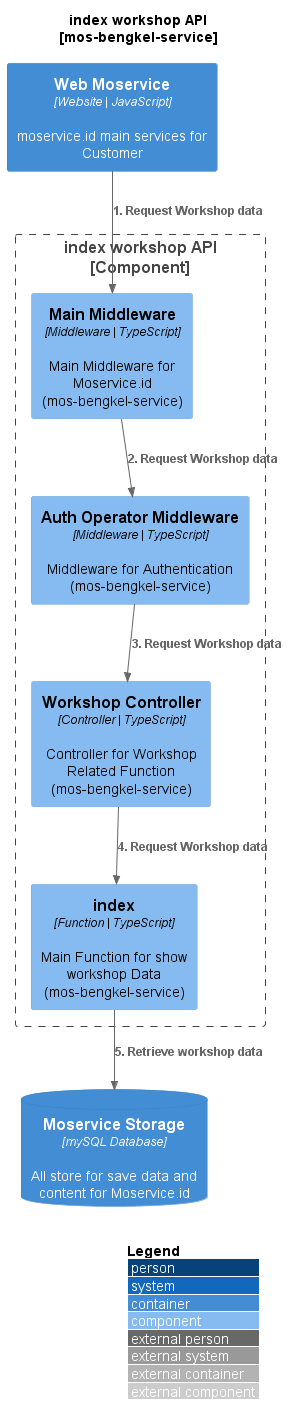 index workshop API
[mos-bengkel-service]
Web Moservice
[Website | JavaScript]
moservice.id main services for
Customer
1. Request Workshop data
index workshop API
[Component]
Main Middleware
[Middleware | TypeScript]
Main Middleware for
Moservice.id
(mos-bengkel-service)
2. Request Workshop data
Auth Operator Middleware
[Middleware | TypeScript]
Middleware for Authentication
(mos-bengkel-service)
3. Request Workshop data
Workshop Controller
[Controller | TypeScript]
Controller for Workshop
Related Function
(mos-bengkel-service)
4. Request Workshop data
index
[Function | TypeScript]
Main Function for show
workshop Data
(mos-bengkel-service)
5. Retrieve workshop data
Moservice Storage
[mySQL Database]
All store for save data and
content for Moservice.id
Legend
person
system
container
component
external person
external system
external container
external component